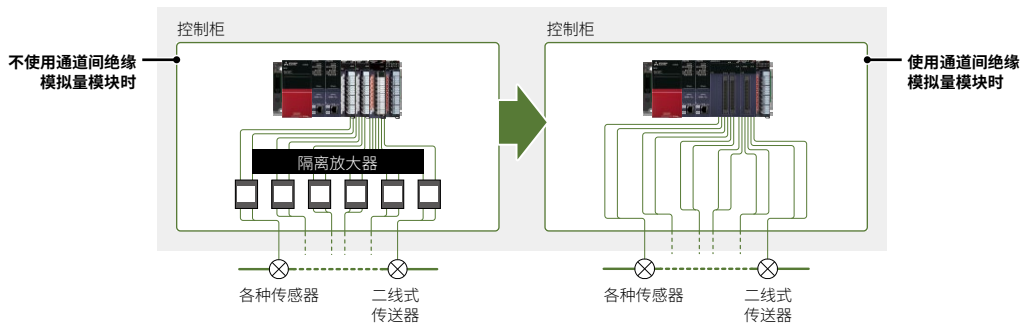 控制柜
不使用通道间绝缘
模拟量模块时
隔离放大器
各种传感器
二线式
传送器
控制柜
使用通道间绝缘
模拟量模块时
各种传感器
二线式
传送器